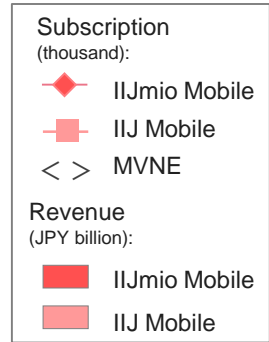 Subscription
(thousand):
IIJmio Mobile
IIJ Mobile
< > MVNE
Revenue
(JPY billion):
IIJmio Mobile
IIJ Mobile